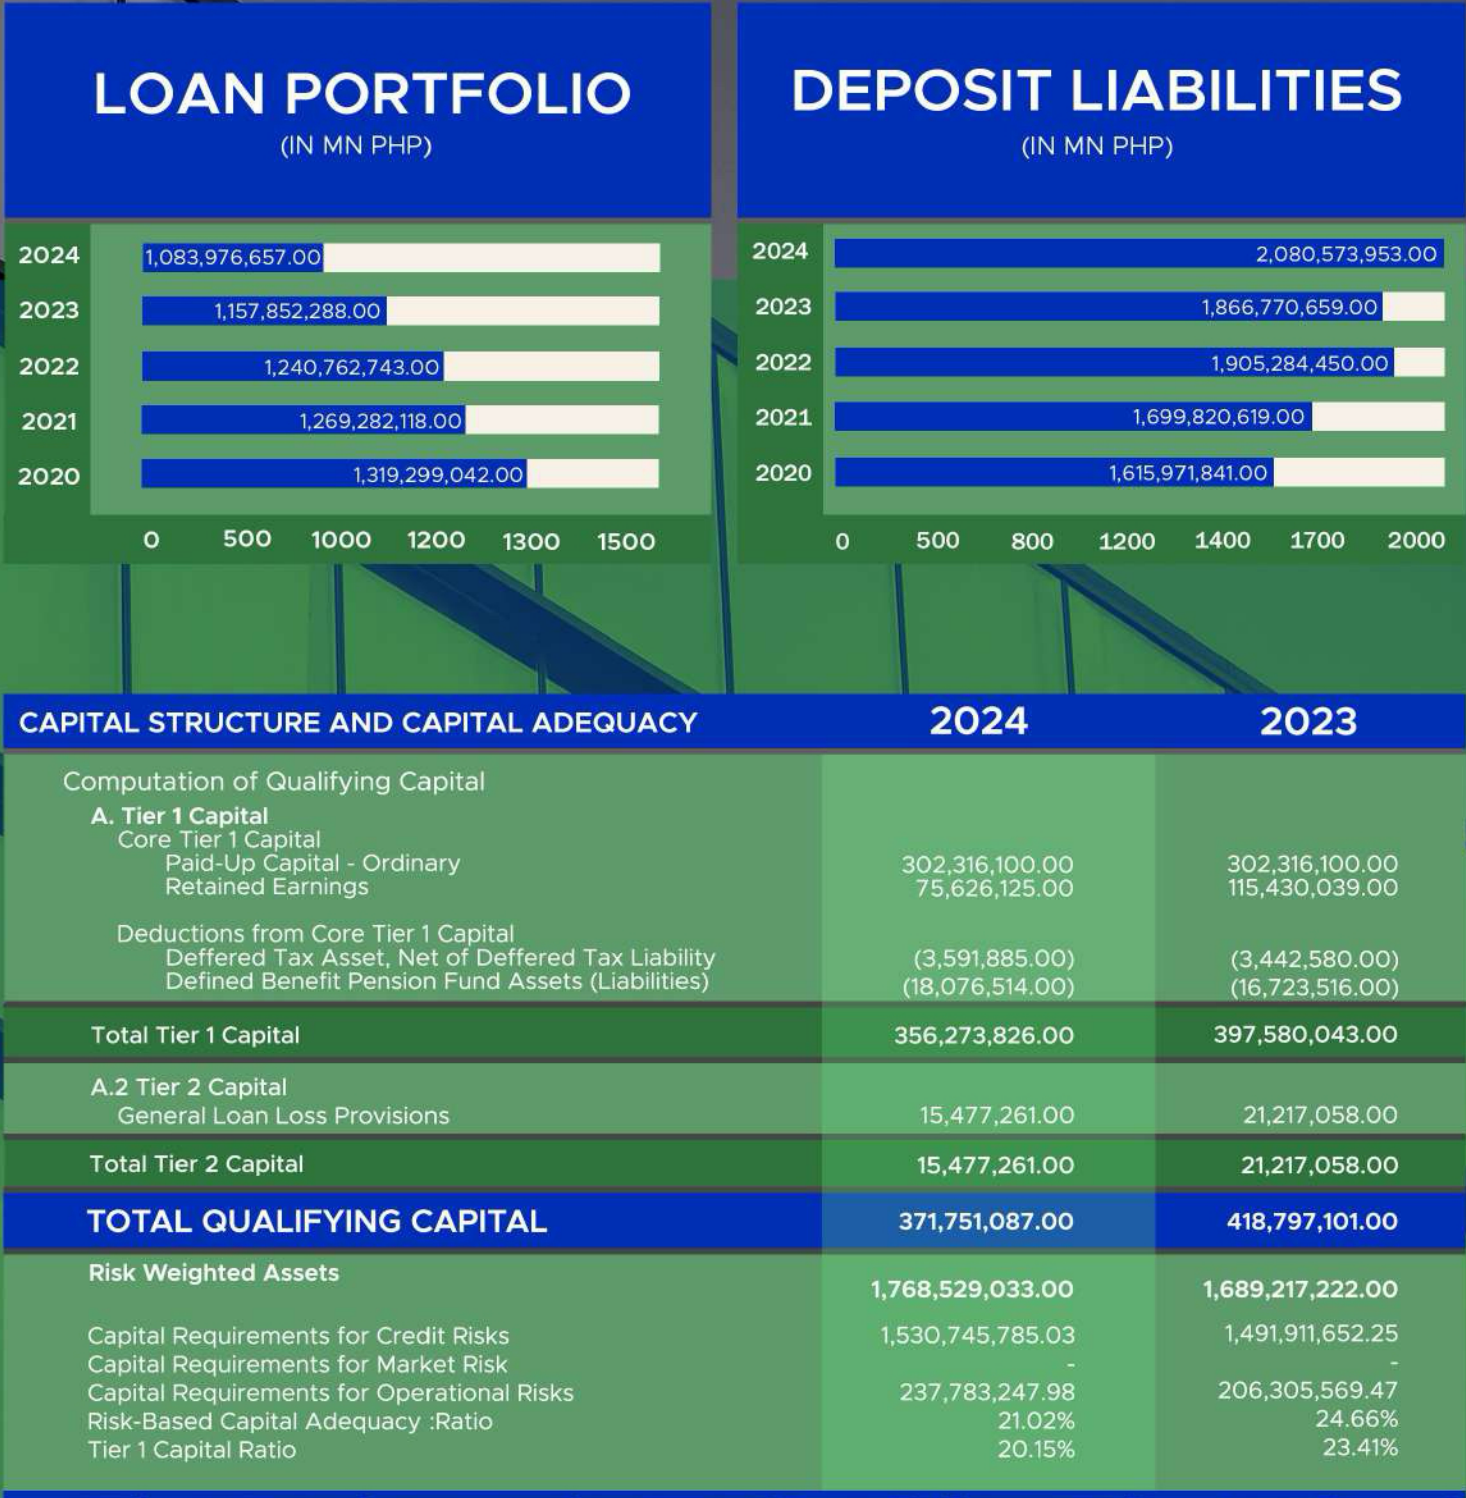 LOAN PORTFOLIO
(IN MN PHP)
2024 1,083,976,657.00
2023 1,157,852,288.00
2022 1,240,762,743.00
2021 1,269,282,118.00
2020 1,319,299,042.00
0 500 1000 1200 1300 1500
DEPOSIT LIABILITIES
(IN MN PHP)
2024 2,080,573,953.00
2023 1,866,770,659.00
2022 1,905,284,450.00
2021 1,699,820,619.00
2020 1,615,971,841.00
0 500 800 1200 1400 1700 2000
CAPITAL STRUCTURE AND CAPITAL ADEQUACY 2024 2023
Computation of Qualifying Capital
A. Tier 1 Capital
Core Tier 1 Capital
Paid-Up Capital - Ordinary 302,316,100.00 302,316,100.00
Retained Earnings 75,626,125.00 115,430,039.00
Deductions from Core Tier 1 Capital
Deffered Tax Asset, Net of Deffered Tax Liability (3,591,885.00) (3,442,580.00)
Defined Benefit Pension Fund Assets (Liabilities) (18,076,514.00) (16,723,516.00)
Total Tier 1 Capital 356,273,826.00 397,580,043.00
A.2 Tier 2 Capital
General Loan Loss Provisions 15,477,261.00 21,217,058.00
Total Tier 2 Capital 15,477,261.00 21,217,058.00
TOTAL QUALIFYING CAPITAL 371,751,087.00 418,797,101.00
Risk Weighted Assets 1,768,529,033.00 1,689,217,222.00
Capital Requirements for Credit Risks 1,530,745,785.03 1,491,911,652.25
Capital Requirements for Market Risk - -
Capital Requirements for Operational Risks 237,783,247.98 206,305,569.47
Risk-Based Capital Adequacy :Ratio 21.02% 24.66%
Tier 1 Capital Ratio 20.15% 23.41%